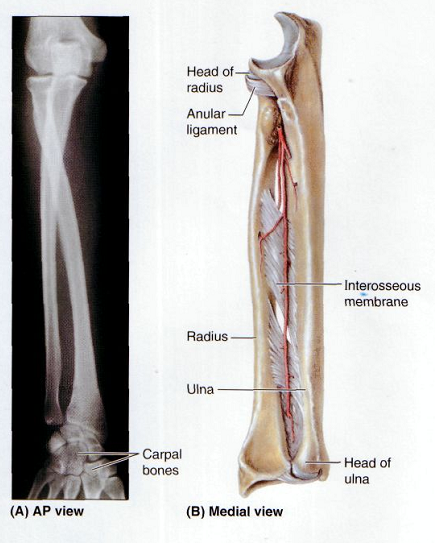 Head of
radius
Anular
ligament
Interosseous
membrane
Radius
Ulna
Carpal
bones
Head of
ulna
(A) AP view
(B) Medial view